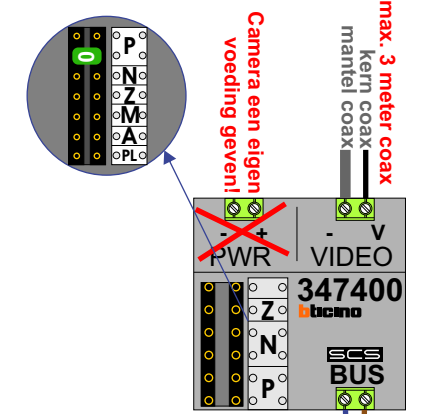 P
0
N
Z
M
A
PL
Camera een eigen
voeding geven!
max. 3 meter coax
kern coax
mantel coax
- +
PWR
- V
VIDEO
347400
bticino
Z
N
P
SCS
BUS